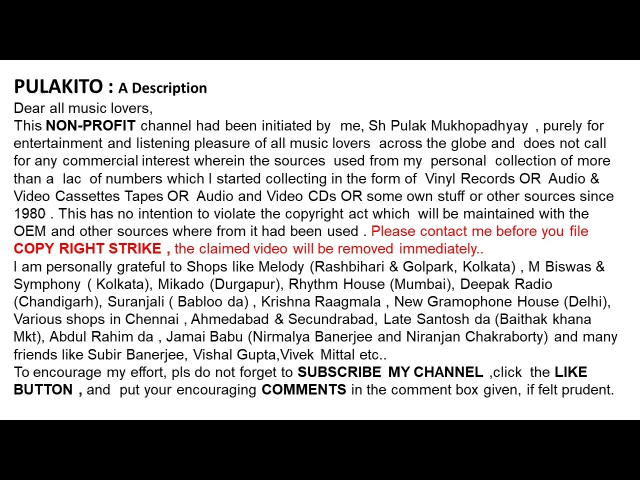 PULAKITO : A Description
Dear all music lovers,
This NON-PROFIT channel had been initiated by me, Sh Pulak Mukhopadhyay , purely for
entertainment and listening pleasure of all music lovers across the globe and does not call
for any commercial interest wherein the sources used from my personal collection of more
than a lac of numbers which I started collecting in the form of Vinyl Records OR Audio &
Video Cassettes Tapes OR Audio and Video CDs OR some own stuff or other sources since
1980 . This has no intention to violate the copyright act which will be maintained with the
OEM and other sources where from it had been used . Please contact me before you file
COPY RIGHT STRIKE , the claimed video will be removed immediately..
I am personally grateful to Shops like Melody (Rashbihari & Golpark, Kolkata) , M Biswas &
Symphony ( Kolkata), Mikado (Durgapur), Rhythm House (Mumbai), Deepak Radio
(Chandigarh), Suranjali ( Babloo da) , Krishna Raagmala , New Gramophone House (Delhi),
Various shops in Chennai , Ahmedabad & Secundrabad, Late Santosh da (Baithak khana
Mkt), Abdul Rahim da , Jamai Babu (Nirmalya Banerjee and Niranjan Chakraborty) and many
friends like Subir Banerjee, Vishal Gupta,Vivek Mittal etc..
To encourage my effort, pls do not forget to SUBSCRIBE MY CHANNEL ,click the LIKE
BUTTON , and put your encouraging COMMENTS in the comment box given, if felt prudent.